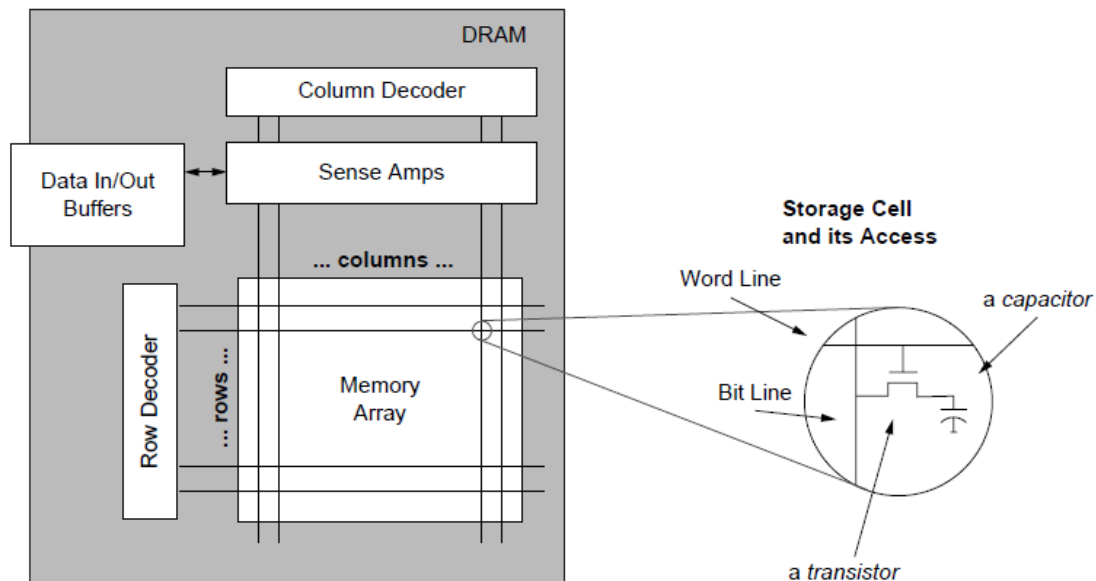 DRAM
Column Decoder
Data In/Out
Buffers
Sense Amps
... columns ...
Row Decoder
... rows ...
Memory
Array
Storage Cell
and its Access
Word Line
a capacitor
Bit Line
a transistor